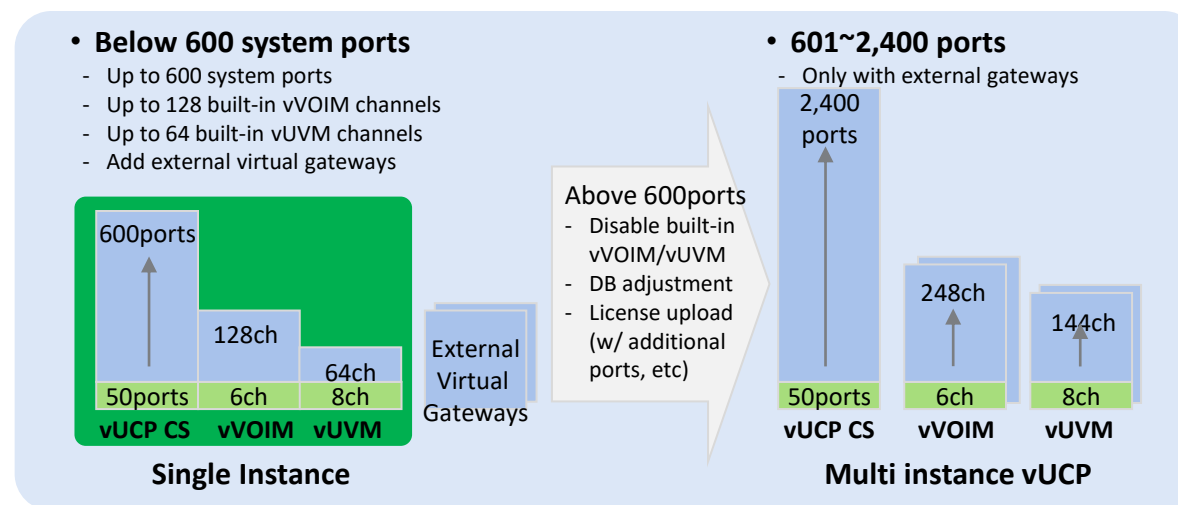 • Below 600 system ports
- Up to 600 system ports
- Up to 128 built-in vVOIM channels
- Up to 64 built-in vUVM channels
- Add external virtual gateways
600ports
128ch
64ch
50ports
6ch
8ch
vUCP CS
vVOIM
vUVM
External
Virtual
Gateways
Single Instance
Above 600ports
- Disable built-in
vVOIM/vUVM
- DB adjustment
- License upload
(w/ additional
ports, etc)
• 601~2,400 ports
- Only with external gateways
2,400
ports
248ch
144ch
50ports
6ch
8ch
vUCP CS
vVOIM
vUVM
Multi instance vUCP